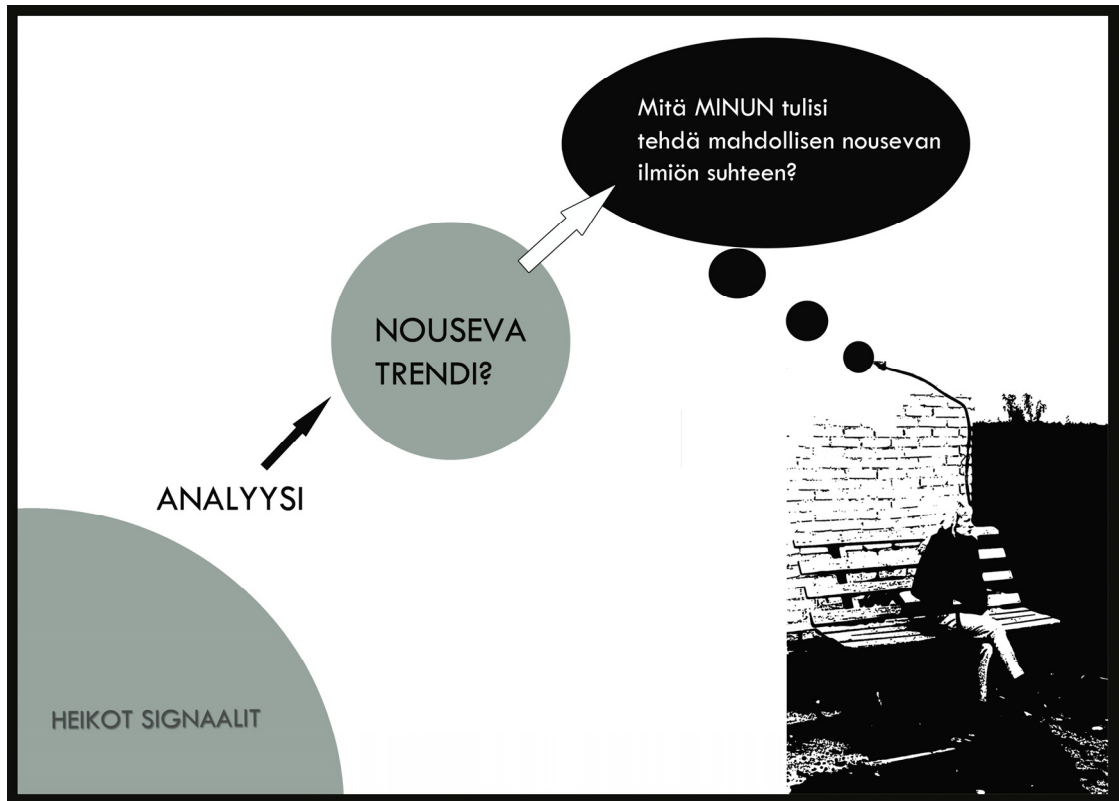 Mitä MINUN tulisi
tehdä mahdollisen nousevan
ilmiön suhteen?
NOUSEVA
TRENDI?
ANALYYSI
HEIKOT SIGNAALIT